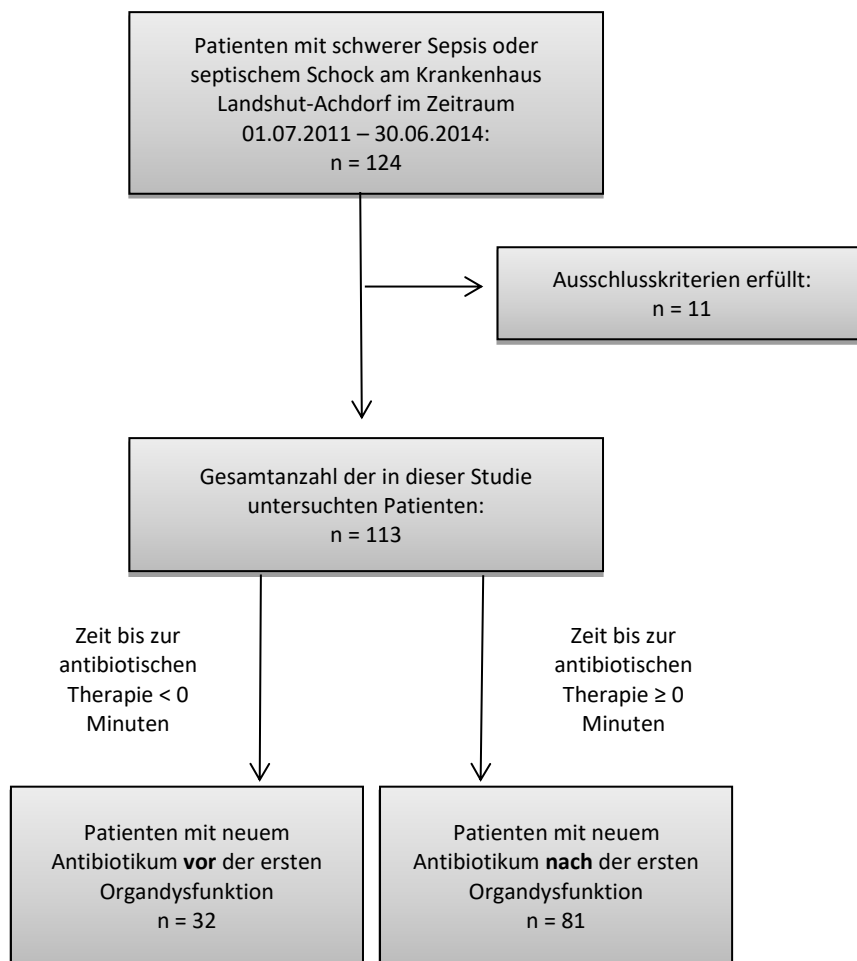 Patienten mit schwerer Sepsis oder
septischem Schock am Krankenhaus
Landshut-Achdorf im Zeitraum
01.07.2011 – 30.06.2014:
n = 124
Ausschlusskriterien erfüllt:
n = 11
Gesamtanzahl der in dieser Studie
untersuchten Patienten:
n = 113
Zeit bis zur
antibiotischen
Therapie < 0
Minuten
Zeit bis zur
antibiotischen
Therapie ≥ 0
Minuten
Patienten mit neuem
Antibiotikum vor der ersten
Organdysfunktion
n = 32
Patienten mit neuem
Antibiotikum nach der ersten
Organdysfunktion
n = 81